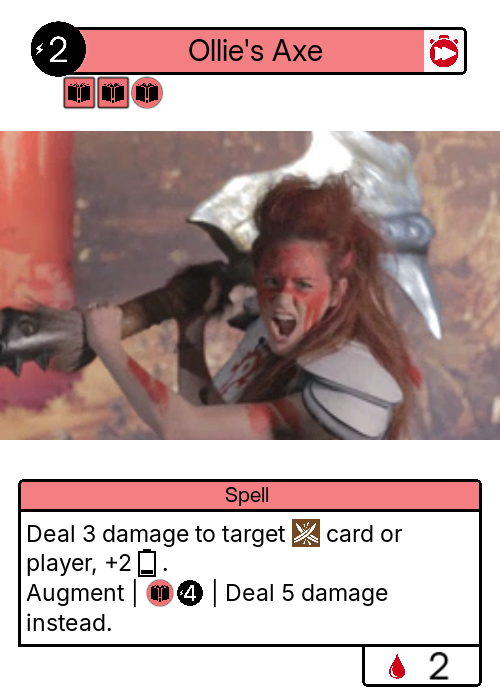 2
Ollie's Axe
Spell
Deal 3 damage to target card or
player, +2 .
Augment | 4 | Deal 5 damage
instead.
2